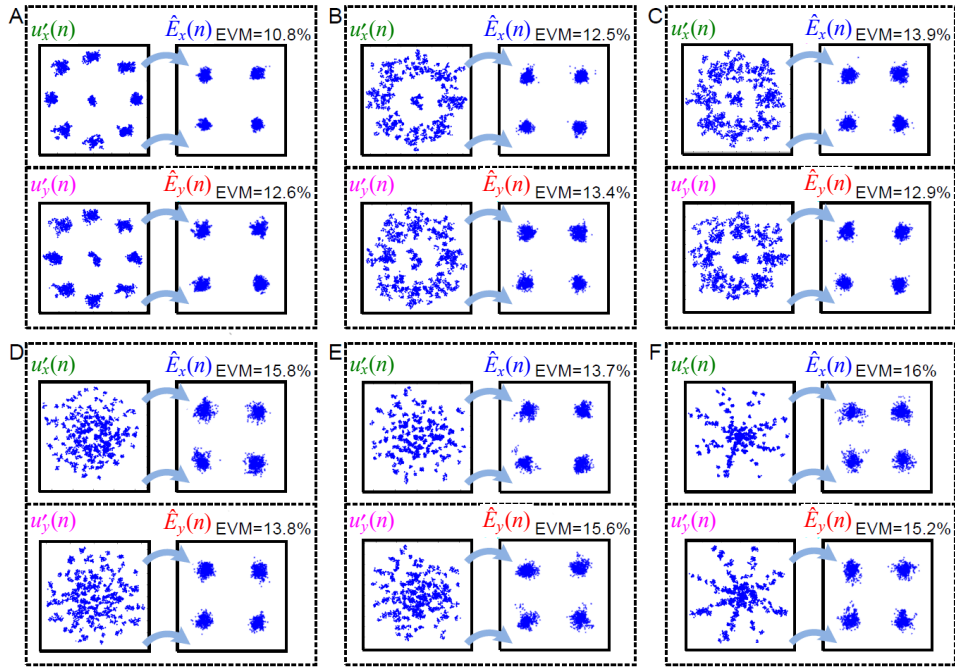 A
u′x(n) Êx(n) EVM=10.8%
u′y(n) Êy(n) EVM=12.6%
B
u′x(n) Êx(n) EVM=12.5%
u′y(n) Êy(n) EVM=13.4%
C
u′x(n) Êx(n) EVM=13.9%
u′y(n) Êy(n) EVM=12.9%
D
u′x(n) Êx(n) EVM=15.8%
u′y(n) Êy(n) EVM=13.8%
E
u′x(n) Êx(n) EVM=13.7%
u′y(n) Êy(n) EVM=15.6%
F
u′x(n) Êx(n) EVM=16%
u′y(n) Êy(n) EVM=15.2%